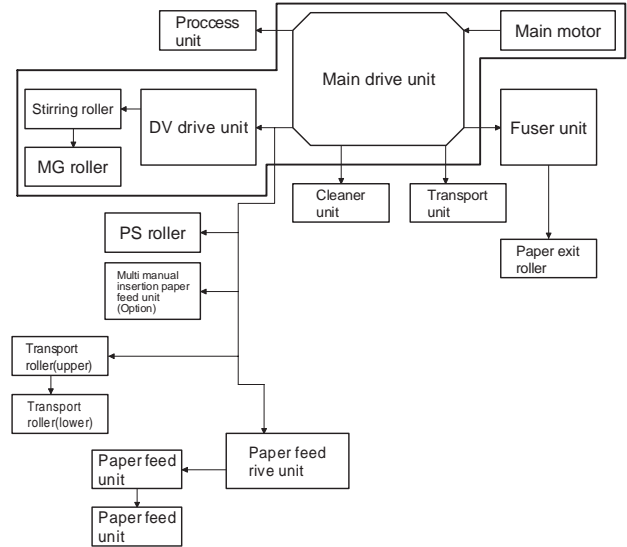 Proccess
unit
Main motor
Main drive unit
Stirring roller
DV drive unit
Fuser unit
MG roller
Cleaner
unit
Transport
unit
PS roller
Paper exit
roller
Multi manual
insertion paper
feed unit
(Option)
Transport
roller(upper)
Transport
roller(lower)
Paper feed
rive unit
Paper feed
unit
Paper feed
unit